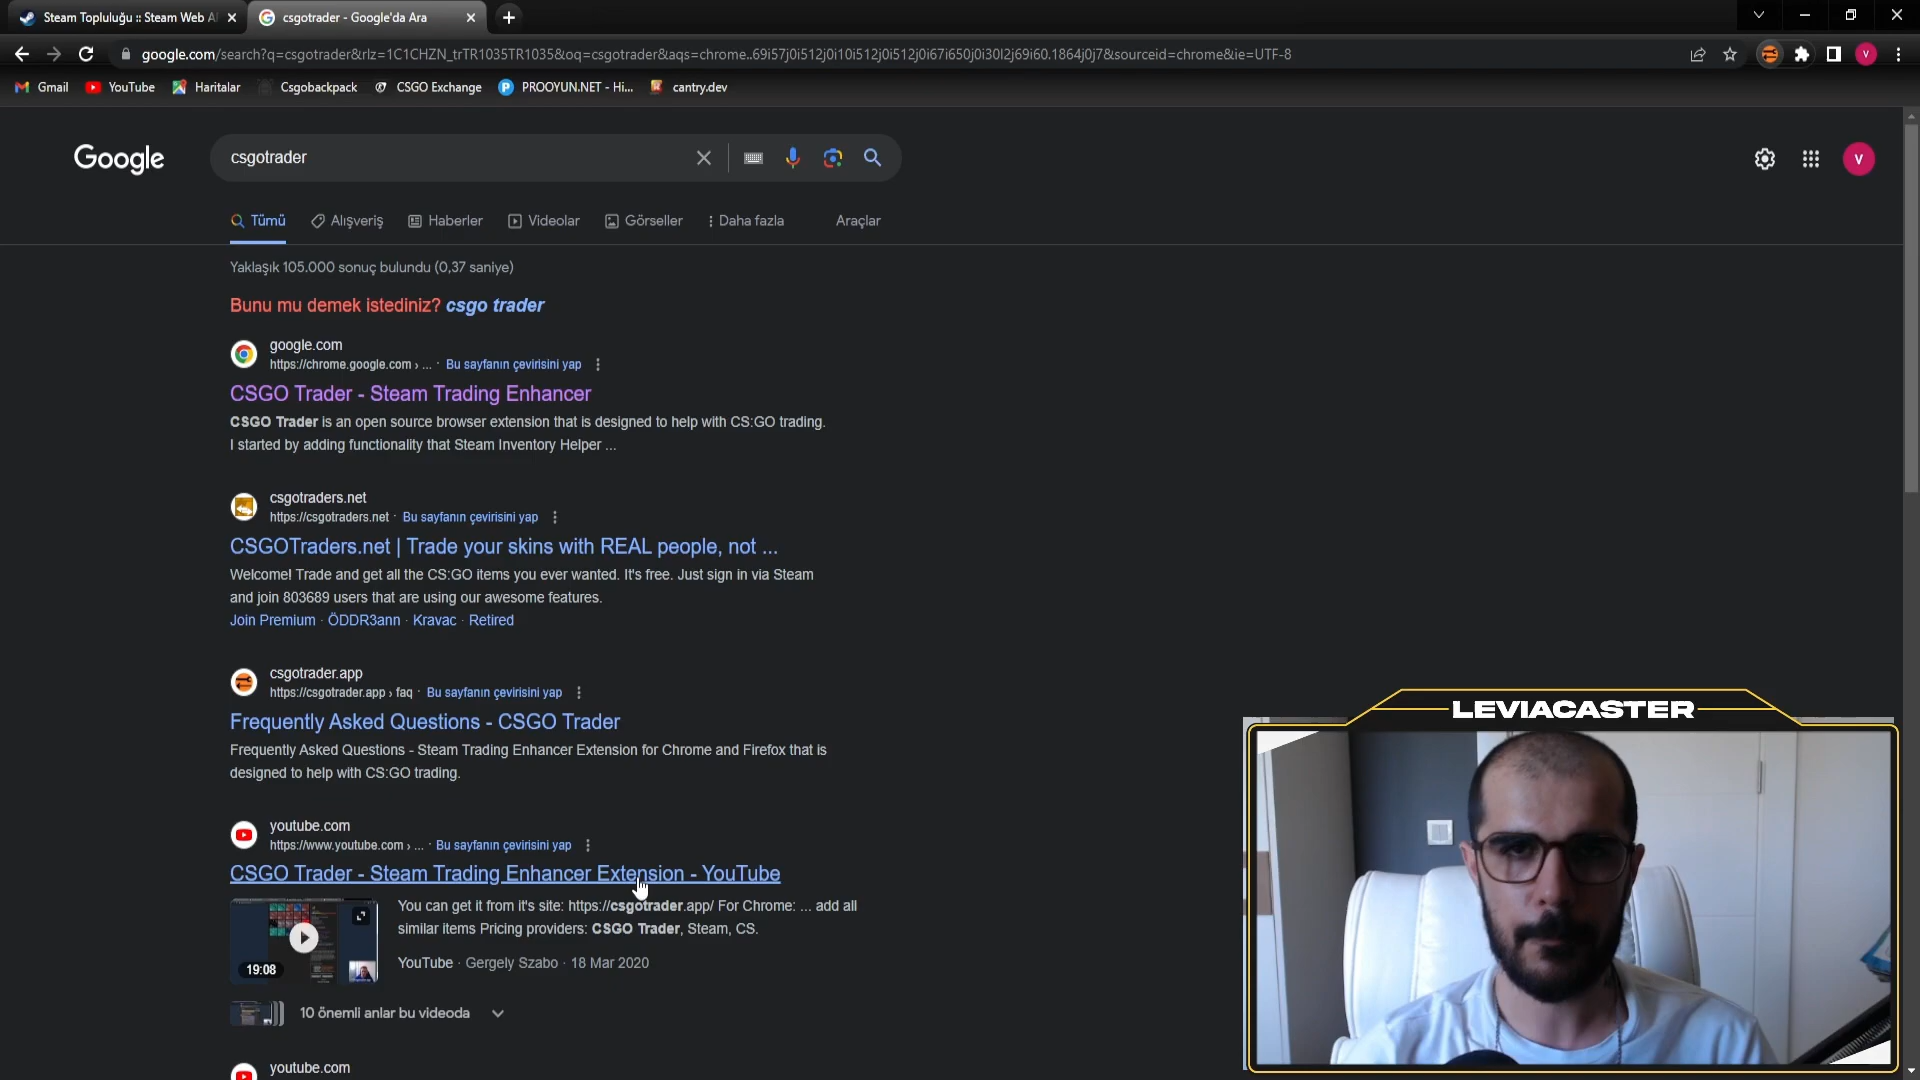 Steam Topluluğu :: Steam Web AI
csgotrader - Google'da Ara
google.com/search?q=csgotrader&rlz=1C1CHZN_trTR1035TR1035&oq=csgotrader&aqs=chrome..69i57j0i512j0i10i512j0i512j0i67i650j0i30l2j69i60.1864j0j7&sourceid=chrome&ie=UTF-8
V
Gmail
YouTube
Haritalar
Csgobackpack
CSGO Exchange
P
PROOYUN.NET - Hi...
cantry.dev
Google
csgotrader
V
Tümü
Alışveriş
Haberler
Videolar
Görseller
Daha fazla
Araçlar
Yaklaşık 105.000 sonuç bulundu (0,37 saniye)
Bunu mu demek istediniz? csgo trader
google.com
https://chrome.google.com › ... · Bu sayfanın çevirisini yap
CSGO Trader - Steam Trading Enhancer
CSGO Trader is an open source browser extension that is designed to help with CS:GO trading.
I started by adding functionality that Steam Inventory Helper ...
csgotraders.net
https://csgotraders.net · Bu sayfanın çevirisini yap
CSGOTraders.net | Trade your skins with REAL people, not ...
Welcome! Trade and get all the CS:GO items you ever wanted. It's free. Just sign in via Steam
and join 803689 users that are using our awesome features.
Join Premium · ÖDDR3ann · Kravac · Retired
csgotrader.app
https://csgotrader.app › faq · Bu sayfanın çevirisini yap
Frequently Asked Questions - CSGO Trader
Frequently Asked Questions - Steam Trading Enhancer Extension for Chrome and Firefox that is
designed to help with CS:GO trading.
youtube.com
https://www.youtube.com › ... · Bu sayfanın çevirisini yap
CSGO Trader - Steam Trading Enhancer Extension - YouTube
You can get it from it's site: https://csgotrader.app/ For Chrome: ... add all
similar items Pricing providers: CSGO Trader, Steam, CS.
19:08
YouTube · Gergely Szabo · 18 Mar 2020
10 önemli anlar bu videoda
youtube.com
LEVIACASTER